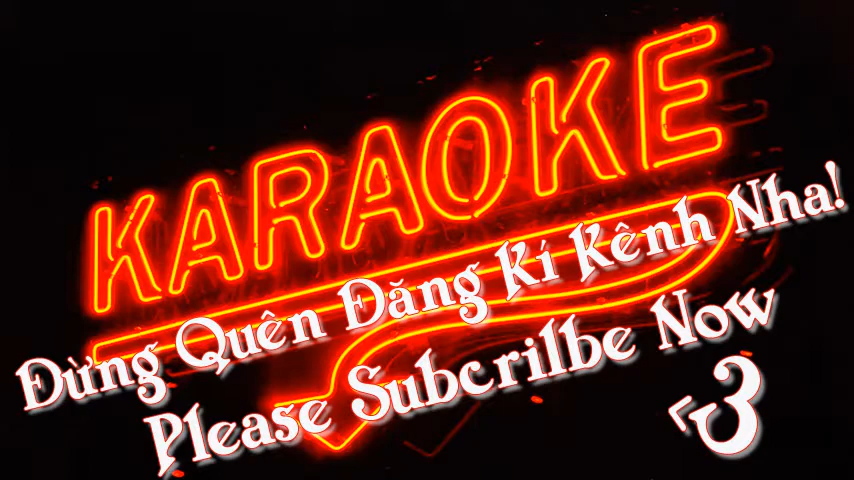 KARAOKE
Đừng Quên Đăng Kí Kênh Nha!
Please Subcrilbe Now
<3